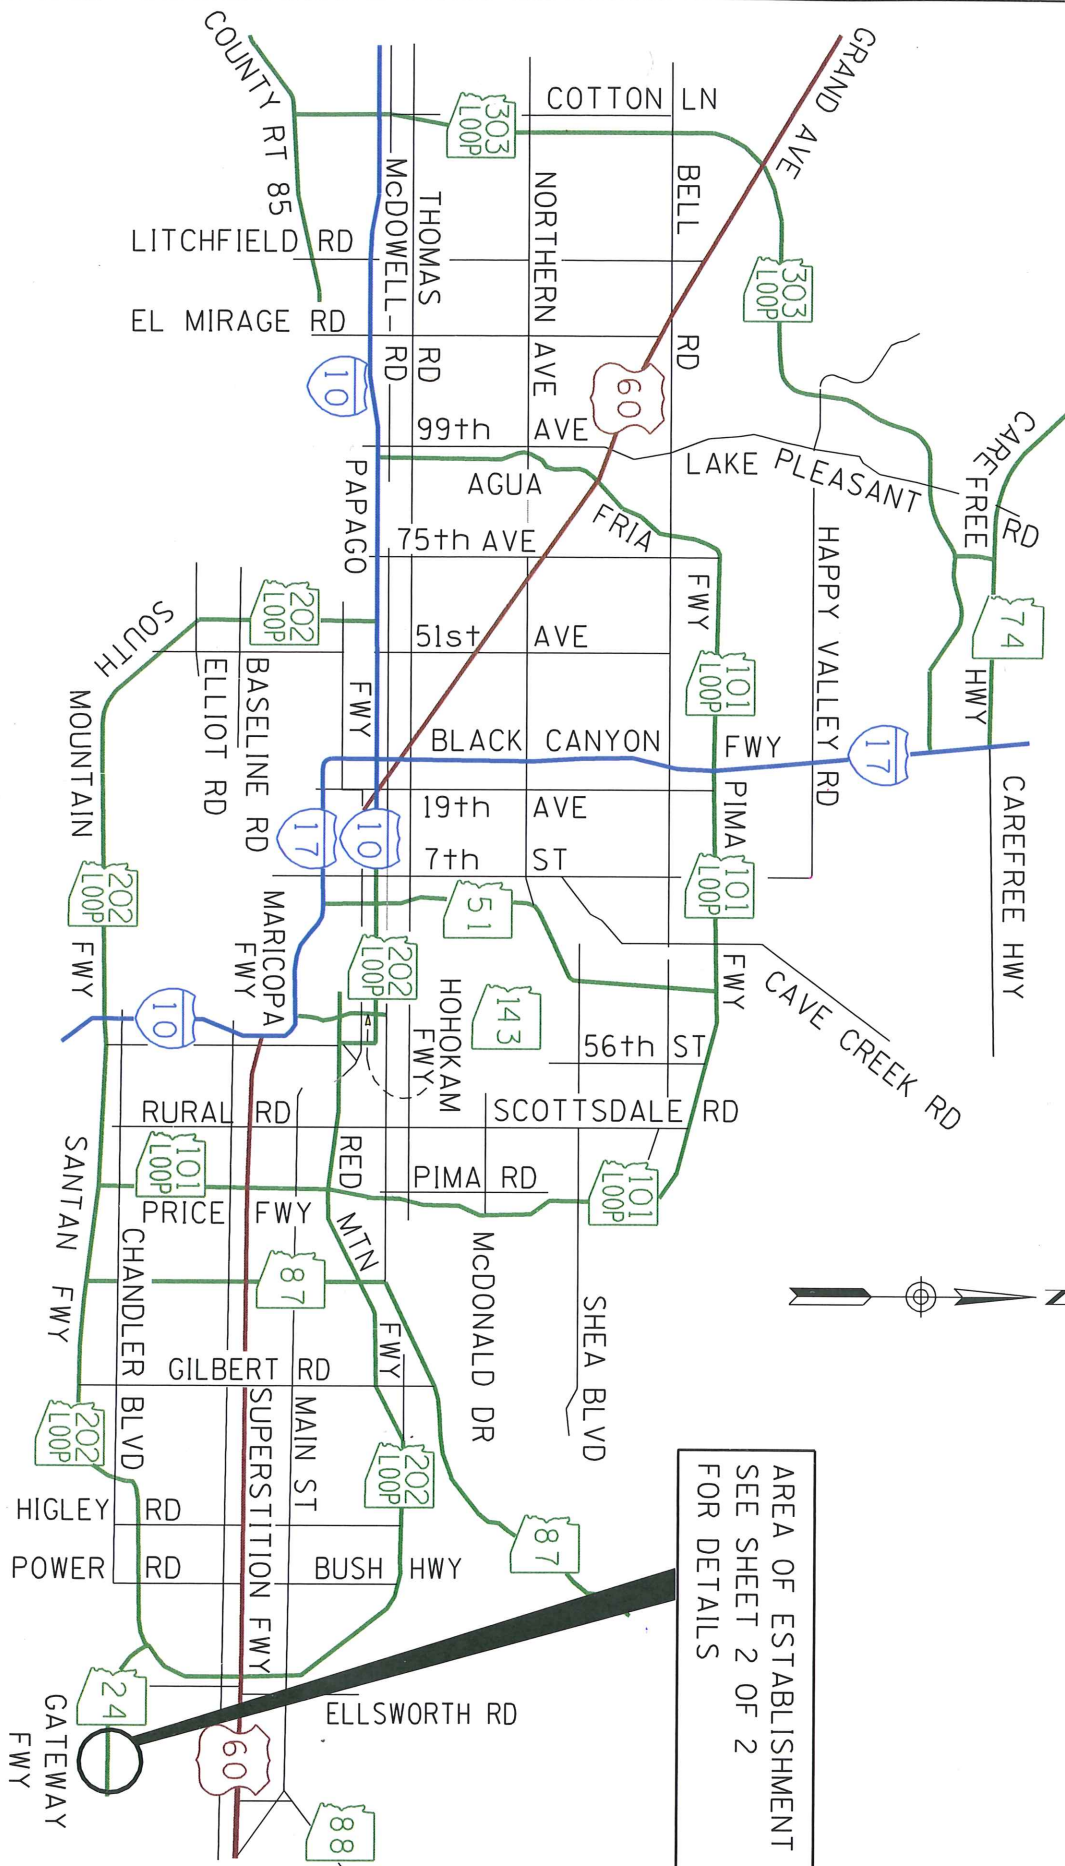 GRAND AVE
COUNTY RT 85
COTTON LN
303
LOOP
BELL RD
NORTHERN AVE
THOMAS RD
McDOWELL RD
LITCHFIELD RD
303
LOOP
EL MIRAGE RD
10
60
99th AVE
LAKE PLEASANT RD
CAREFREE HWY
AGUA FRIA FWY
PAPAGO FWY
75th AVE
HAPPY VALLEY RD
74
202
LOOP
51st AVE
SOUTH MOUNTAIN FWY
BASELINE RD
ELLIOT RD
101
LOOP
BLACK CANYON FWY
17
CAREFREE HWY
19th AVE
PIMA FWY
17
10
7th ST
101
LOOP
202
LOOP
51
MARICOPA
FWY
202
LOOP
HOHOKAM
FWY
143
CAVE CREEK RD
10
56th ST
RURAL RD
SCOTTSDALE RD
RED MTN FWY
PIMA RD
101
LOOP
101
LOOP
SANTAN FWY
PRICE FWY
CHANDLER BLVD
87
McDONALD DR
SHEA BLVD
N
GILBERT RD
SUPERSTITION FWY
MAIN ST
202
LOOP
202
LOOP
HIGLEY RD
87
POWER RD
BUSH HWY
24
GATEWAY
FWY
ELLSWORTH RD
60
88
AREA OF ESTABLISHMENT
SEE SHEET 2 OF 2
FOR DETAILS